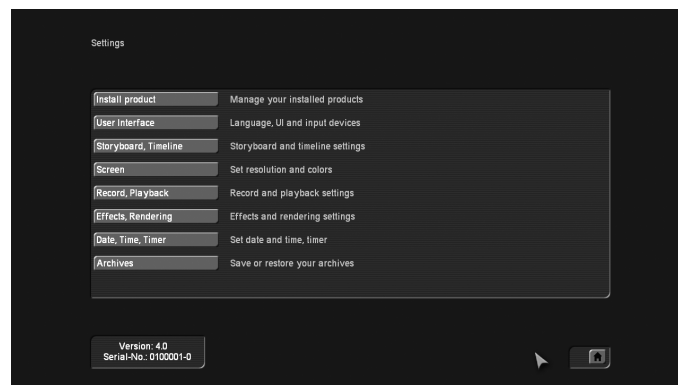 Settings
Install product Manage your installed products
User Interface Language, UI and input devices
Storyboard, Timeline Storyboard and timeline settings
Screen Set resolution and colors
Record, Playback Record and playback settings
Effects, Rendering Effects and rendering settings
Date, Time, Timer Set date and time, timer
Archives Save or restore your archives
Version: 4.0
Serial-No.: 0100001-0